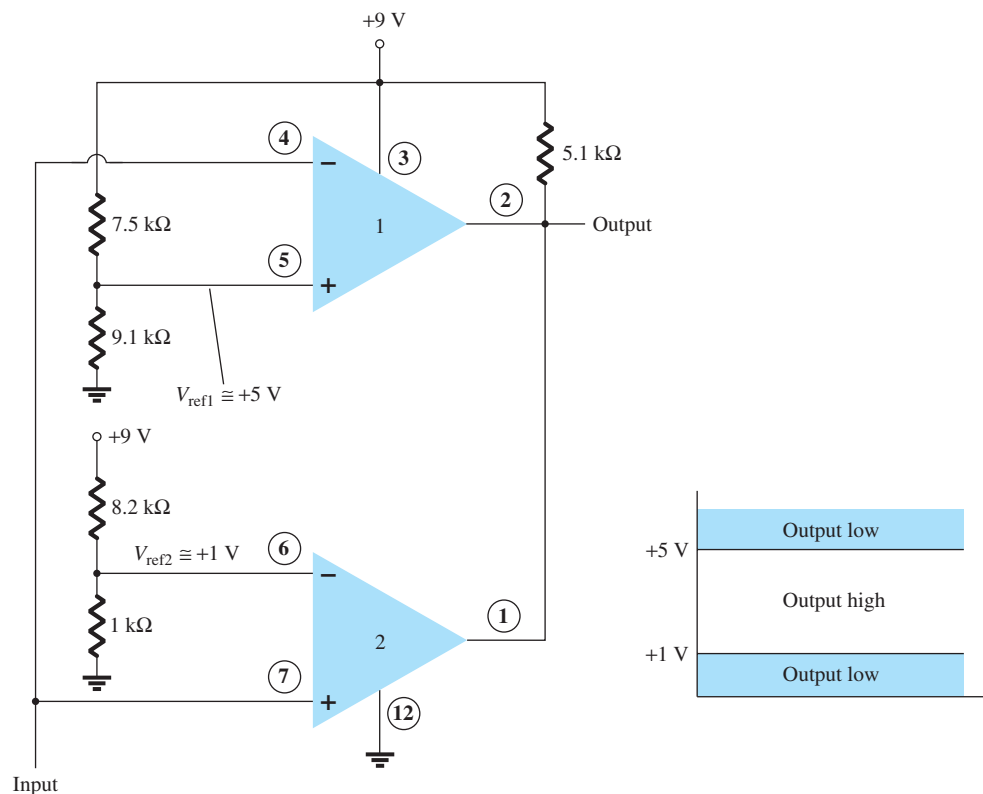 +9 V
4
−
3
5.1 kΩ
7.5 kΩ
1
2
Output
5
+
9.1 kΩ
V_ref1 ≅ +5 V
+9 V
8.2 kΩ
V_ref2 ≅ +1 V
6
−
1 kΩ
2
1
7
+
12
Input
Output low
+5 V
Output high
+1 V
Output low